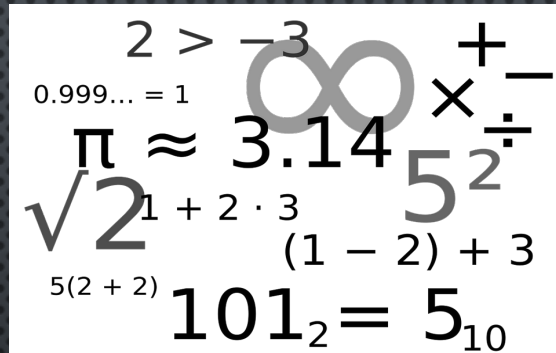 2 > −3
∞
+
−
×
÷
0.999... = 1
π ≈ 3.14
5²
√2
1 + 2 · 3
(1 − 2) + 3
5(2 + 2)
101₂ = 5₁₀